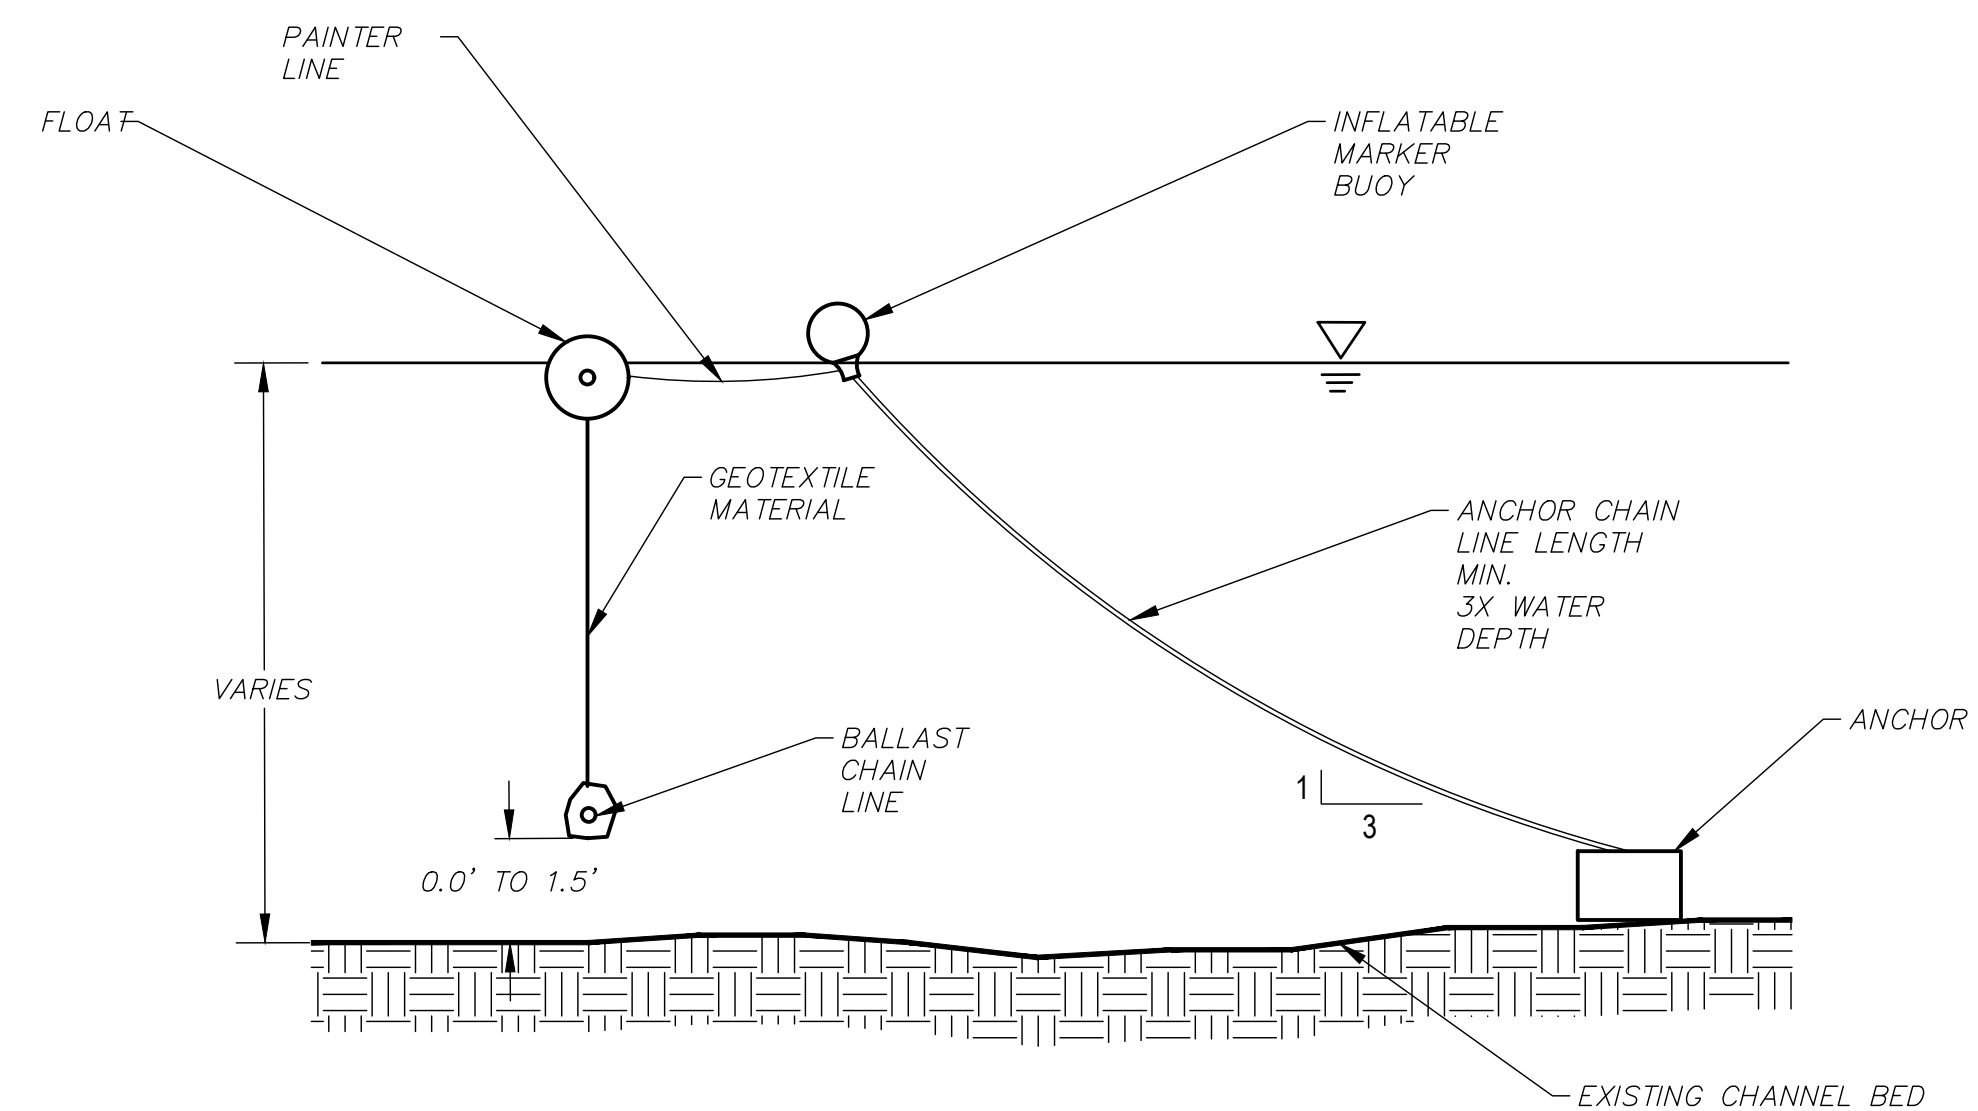 PAINTER
LINE
FLOAT
INFLATABLE
MARKER
BUOY
GEOTEXTILE
MATERIAL
ANCHOR CHAIN
LINE LENGTH
MIN.
3X WATER
DEPTH
VARIES
ANCHOR
BALLAST
CHAIN
LINE
1
3
0.0' TO 1.5'
EXISTING CHANNEL BED